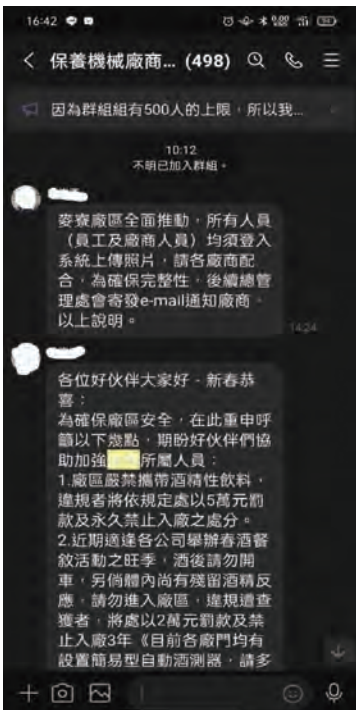 16:42
保養機械廠商... (498)
因為群組組有500人的上限，所以我...
10:12
不明已加入群組。
麥寮廠區全面推動，所有人員
（員工及廠商人員）均須登入
系統上傳照片，請各廠商配
合，為確保完整性，後續總管
理處會寄發e-mail通知廠商，
以上說明。
14:24
各位好伙伴大家好，新春恭
喜：
為確保廠區安全，在此重申呼
籲以下幾點，期盼好伙伴們協
助加強
所屬人員：
1.廠區嚴禁攜帶酒精性飲料，
違規者將依規定處以5萬元罰
款及永久禁止入廠之處分。
2.近期適逢各公司舉辦春酒餐
敘活動之旺季，酒後請勿開
車，另倘體內尚有殘留酒精反
應，請勿進入廠區，違規遭查
獲者，將處以2萬元罰款及禁
止入廠3年《目前各廠門均有
設置簡易型自動酒測器，請多